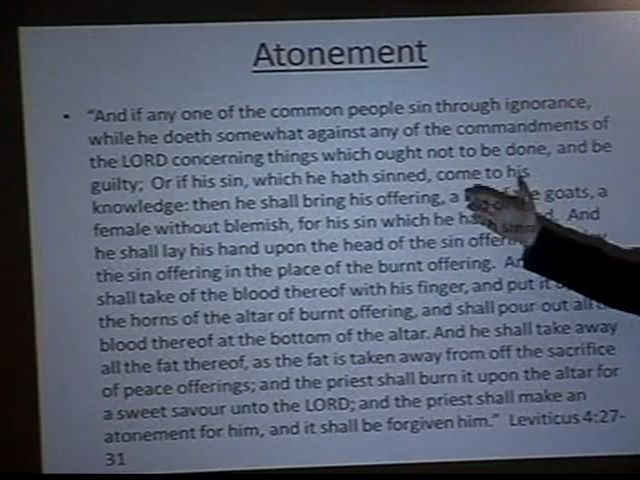 Atonement
• "And if any one of the common people sin through ignorance,
while he doeth somewhat against any of the commandments of
the LORD concerning things which ought not to be done, and be
guilty; Or if his sin, which he hath sinned, come to his
knowledge: then he shall bring his offering, a goats, a
female without blemish, for his sin which he And
he shall lay his hand upon the head of the sin
the sin offering in the place of the burnt offering.
shall take of the blood thereof with his finger, and put it
the horns of the altar of burnt offering, and shall pour out all
blood thereof at the bottom of the altar. And he shall take away
all the fat thereof, as the fat is taken away from off the sacrifice
of peace offerings; and the priest shall burn it upon the altar for
a sweet savour unto the LORD; and the priest shall make an
atonement for him, and it shall be forgiven him." Leviticus 4:27-
31